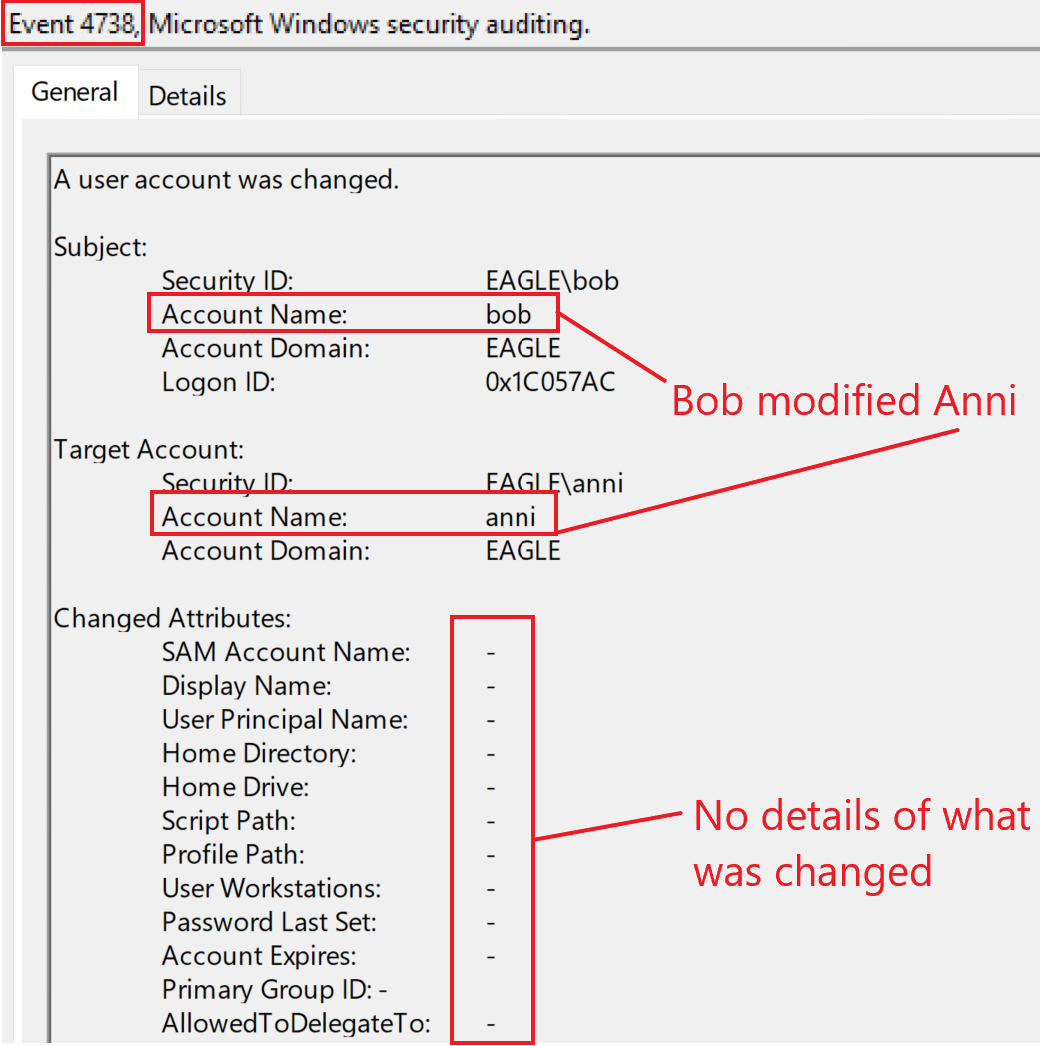 Event 4738, Microsoft Windows security auditing.
General
Details
A user account was changed.
Subject:
Security ID: EAGLE\bob
Account Name: bob
Account Domain: EAGLE
Logon ID: 0x1C057AC
Bob modified Anni
Target Account:
Security ID: EAGLE\anni
Account Name: anni
Account Domain: EAGLE
Changed Attributes:
SAM Account Name: -
Display Name: -
User Principal Name: -
Home Directory: -
Home Drive: -
Script Path: -
Profile Path: -
User Workstations: -
Password Last Set: -
Account Expires: -
Primary Group ID: -
AllowedToDelegateTo: -
No details of what
was changed